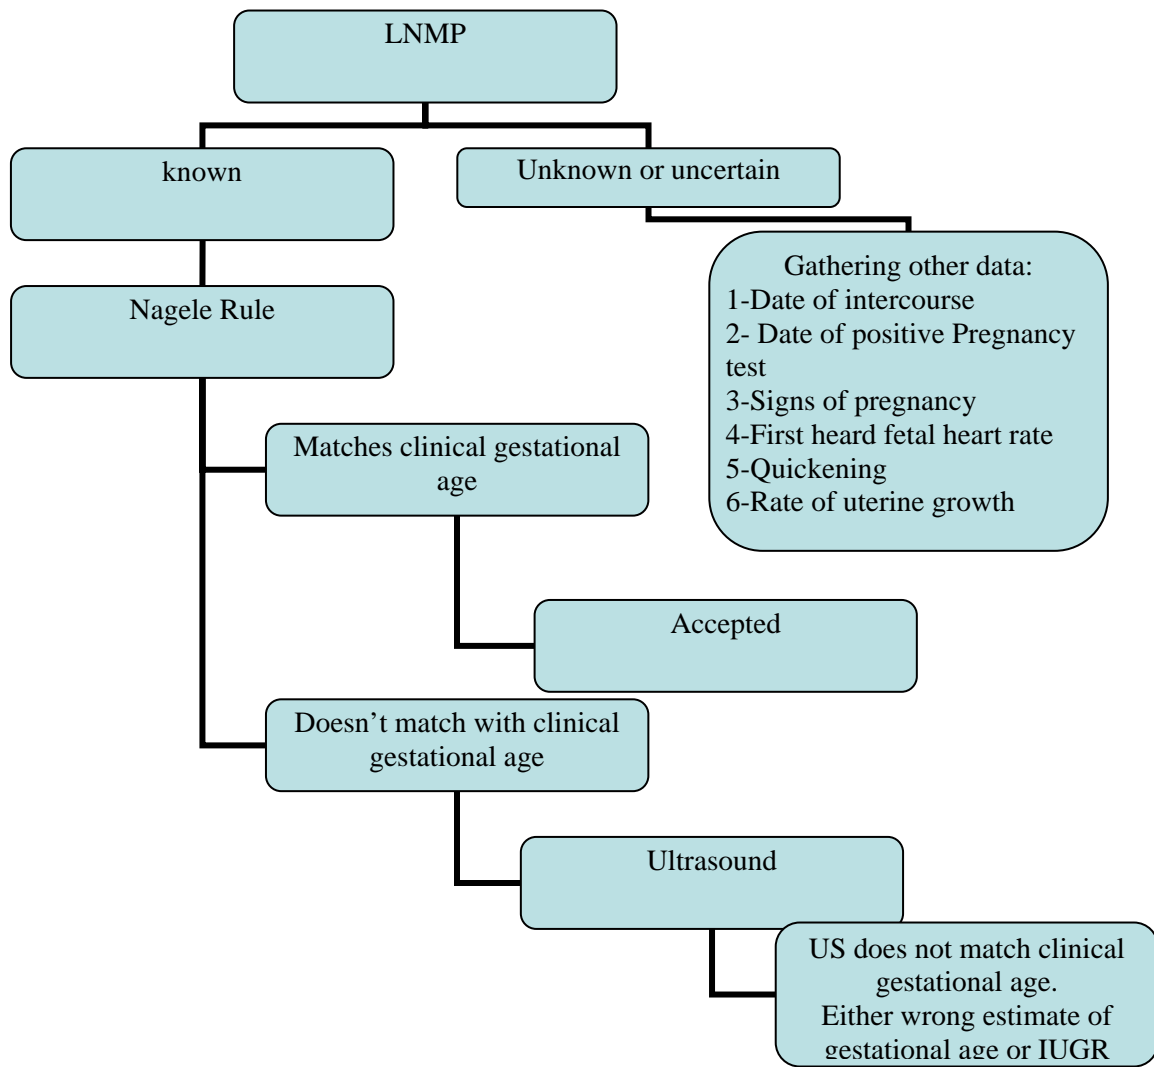 LNMP
known
Unknown or uncertain
Nagele Rule
Gathering other data:
1-Date of intercourse
2- Date of positive Pregnancy
test
3-Signs of pregnancy
4-First heard fetal heart rate
5-Quickening
6-Rate of uterine growth
Matches clinical gestational
age
Accepted
Doesn’t match with clinical
gestational age
Ultrasound
US does not match clinical
gestational age.
Either wrong estimate of
gestational age or IUGR